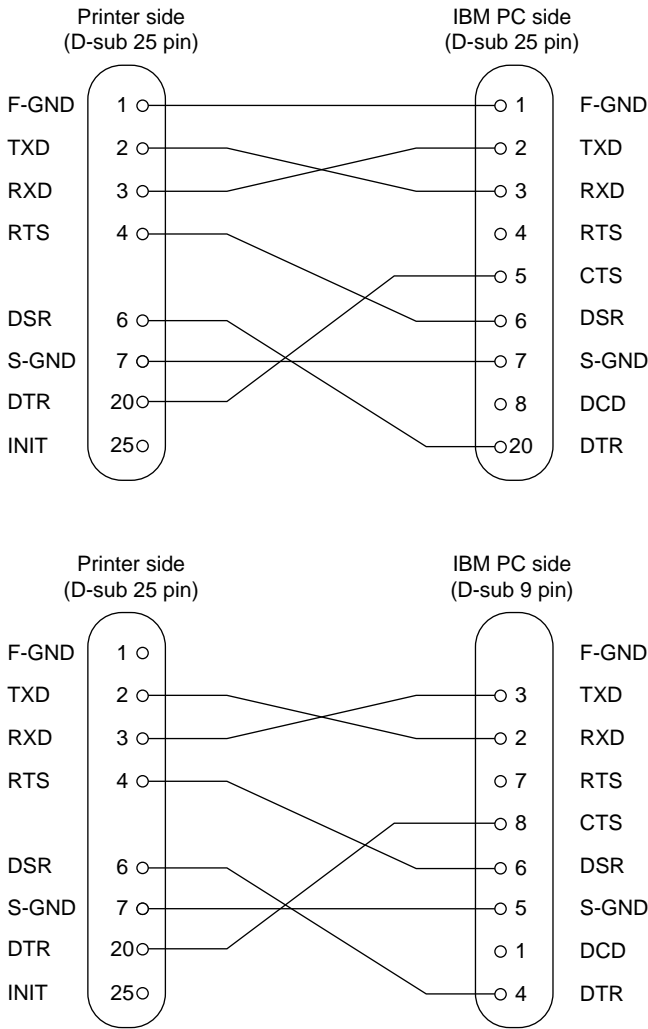 Printer side IBM PC side
(D-sub 25 pin) (D-sub 25 pin)
F-GND 1 1 F-GND
TXD 2 2 TXD
RXD 3 3 RXD
RTS 4 4 RTS
5 CTS
DSR 6 6 DSR
S-GND 7 7 S-GND
DTR 20 8 DCD
INIT 25 20 DTR
Printer side IBM PC side
(D-sub 25 pin) (D-sub 9 pin)
F-GND 1 F-GND
TXD 2 3 TXD
RXD 3 2 RXD
RTS 4 7 RTS
8 CTS
DSR 6 6 DSR
S-GND 7 5 S-GND
DTR 20 1 DCD
INIT 25 4 DTR